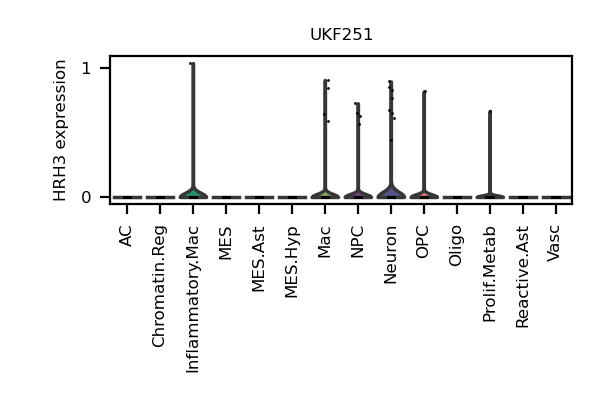 UKF251
HRH3 expression
1
0
AC
Chromatin.Reg
Inflammatory.Mac
MES
MES.Ast
MES.Hyp
Mac
NPC
Neuron
OPC
Oligo
Prolif.Metab
Reactive.Ast
Vasc